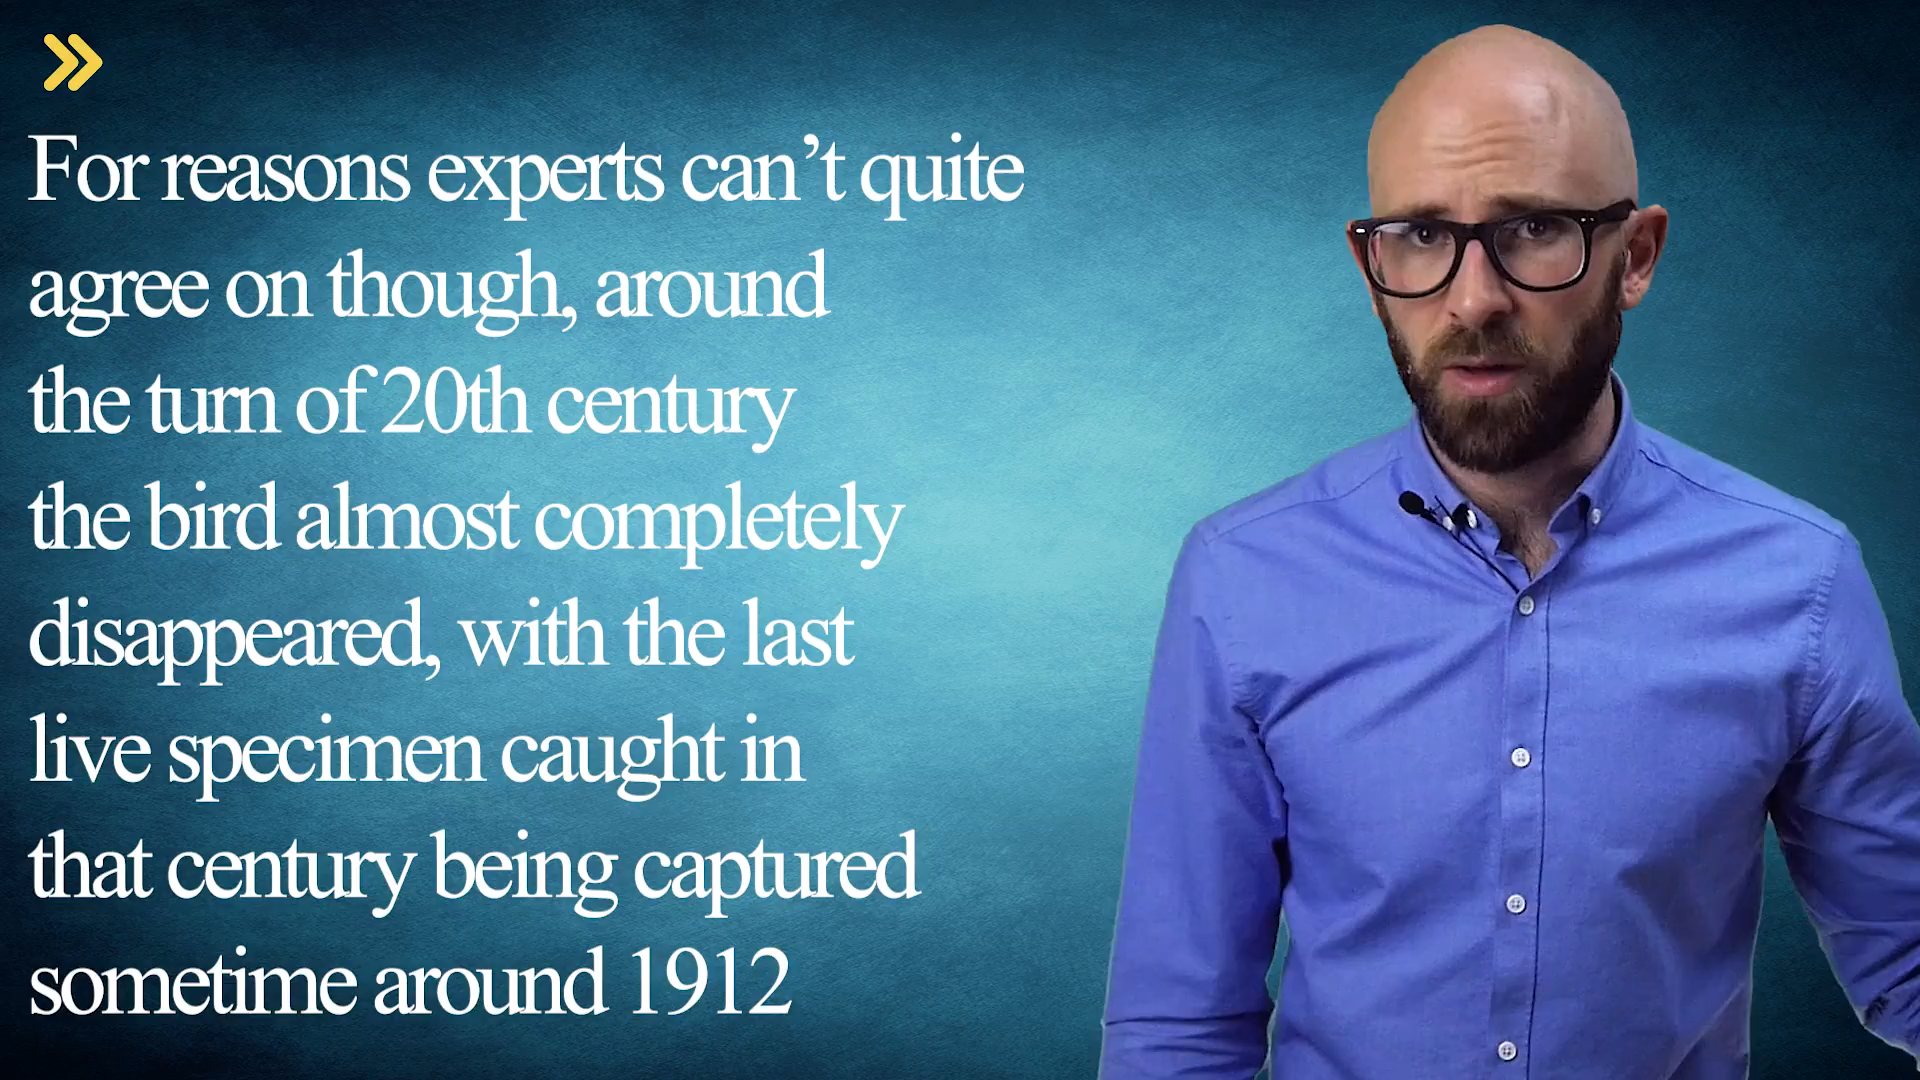 For reasons experts can’t quite
agree on though, around
the turn of 20th century
the bird almost completely
disappeared, with the last
live specimen caught in
that century being captured
sometime around 1912